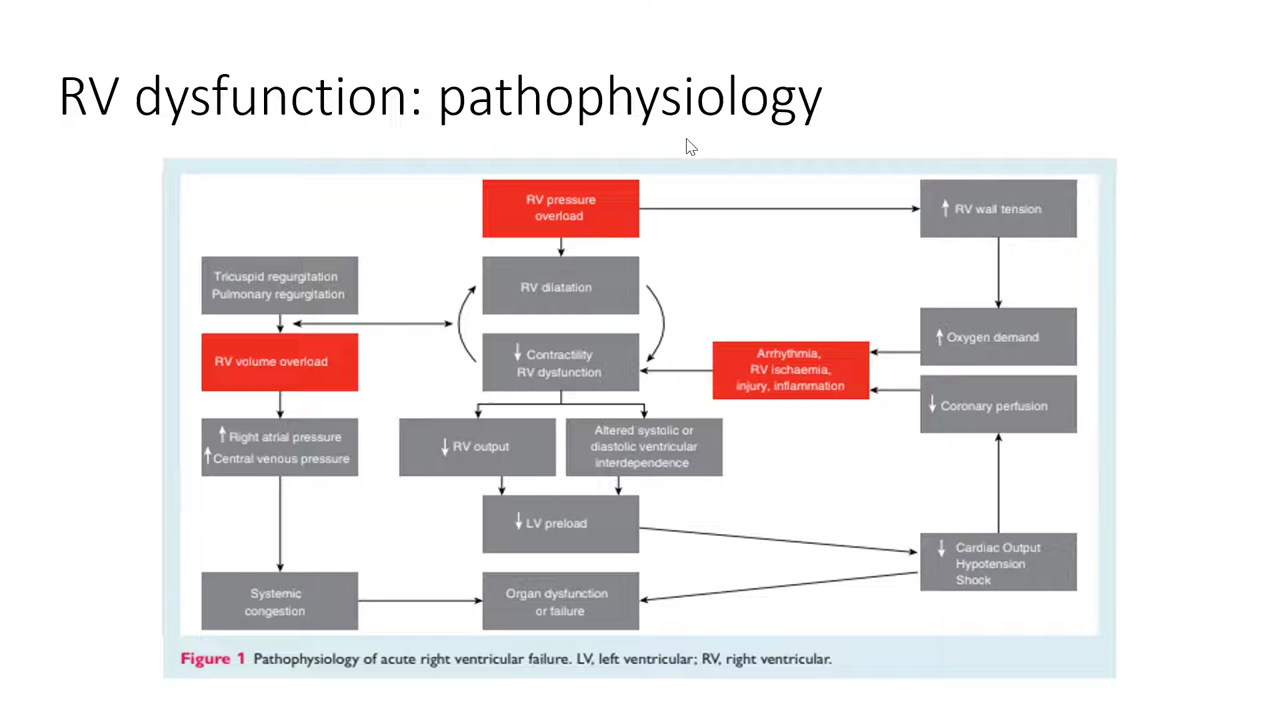 RV dysfunction: pathophysiology
RV pressure
overload
↑ RV wall tension
Tricuspid regurgitation
Pulmonary regurgitation
RV dilatation
↑ Oxygen demand
RV volume overload
↓ Contractility
RV dysfunction
Arrhythmia,
RV ischaemia,
injury, inflammation
↓ Coronary perfusion
↑ Right atrial pressure
↑ Central venous pressure
↓ RV output
Altered systolic or
diastolic ventricular
interdependence
↓ LV preload
↓ Cardiac Output
Hypotension
Shock
Systemic
congestion
Organ dysfunction
or failure
Figure 1 Pathophysiology of acute right ventricular failure. LV, left ventricular; RV, right ventricular.